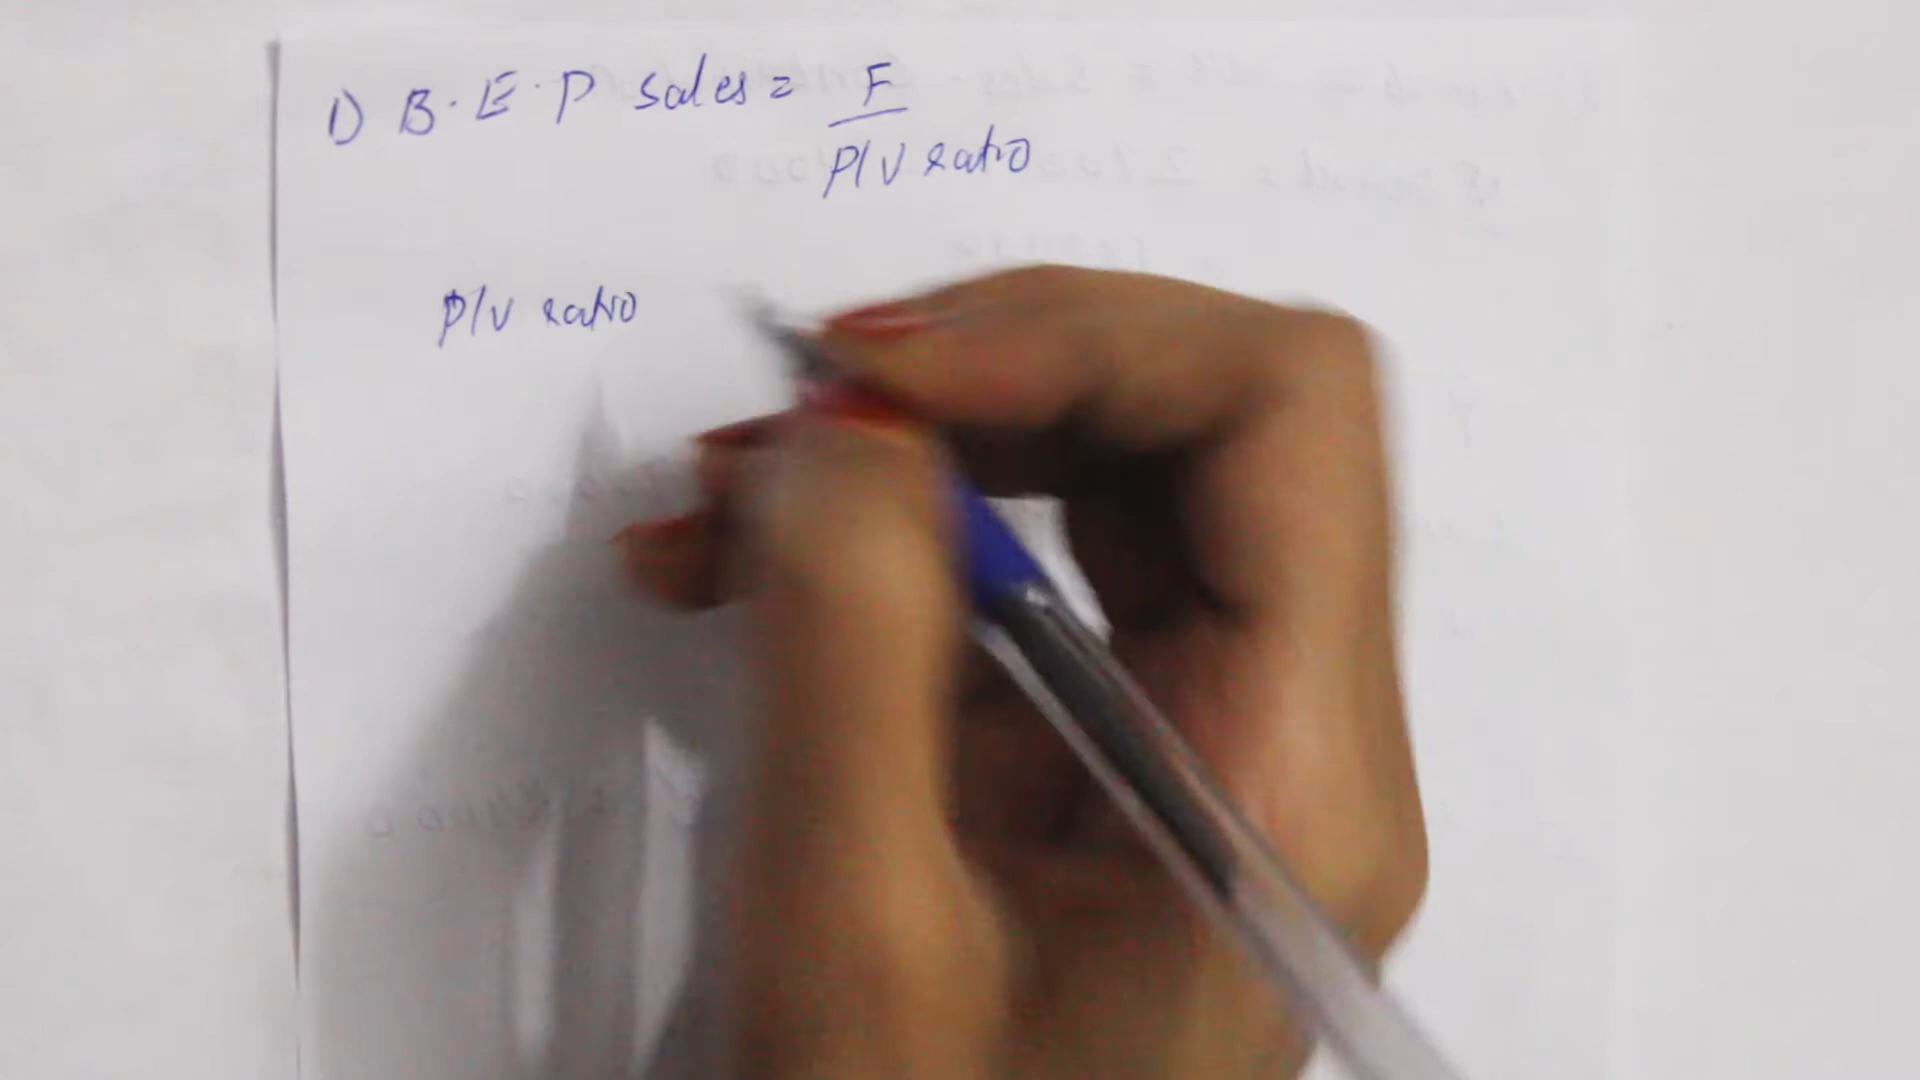 1) B.E.P sales = F
P/V ratio
P/V ratio